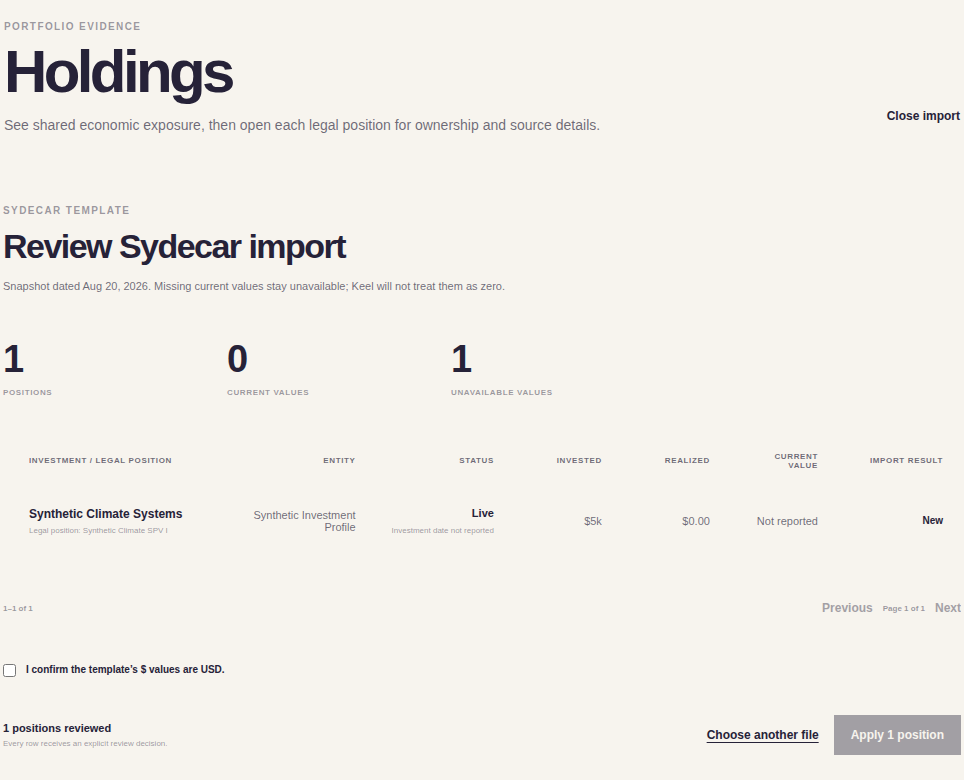 PORTFOLIO EVIDENCE
Holdings
See shared economic exposure, then open each legal position for ownership and source details.
Close import
SYDECAR TEMPLATE
Review Sydecar import
Snapshot dated Aug 20, 2026. Missing current values stay unavailable; Keel will not treat them as zero.
1
POSITIONS
0
CURRENT VALUES
1
UNAVAILABLE VALUES
INVESTMENT / LEGAL POSITION
ENTITY
STATUS
INVESTED
REALIZED
CURRENT
VALUE
IMPORT RESULT
Synthetic Climate Systems
Legal position: Synthetic Climate SPV I
Synthetic Investment
Profile
Live
Investment date not reported
$5k
$0.00
Not reported
New
1–1 of 1
Previous
Page 1 of 1
Next
I confirm the template's $ values are USD.
1 positions reviewed
Every row receives an explicit review decision.
Choose another file
Apply 1 position